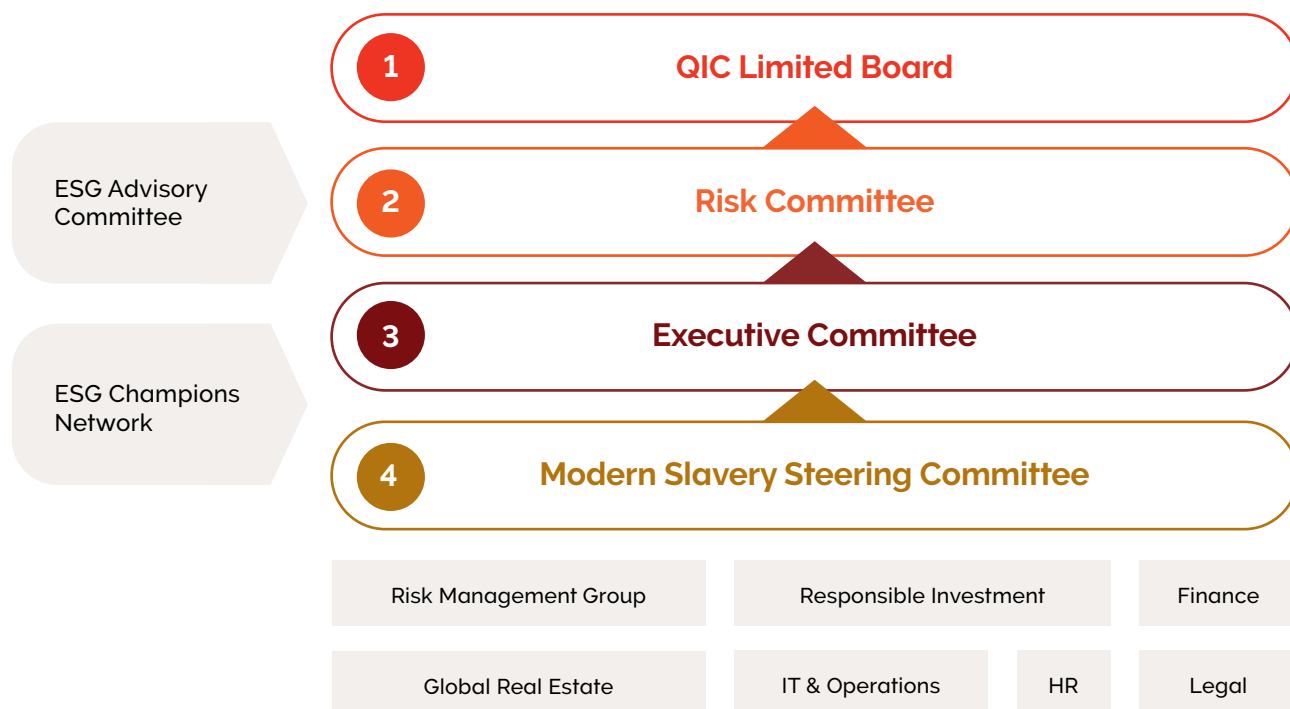 1
QIC Limited Board
ESG Advisory
Committee
2
Risk Committee
3
Executive Committee
ESG Champions
Network
4
Modern Slavery Steering Committee
Risk Management Group
Responsible Investment
Finance
Global Real Estate
IT & Operations
HR
Legal